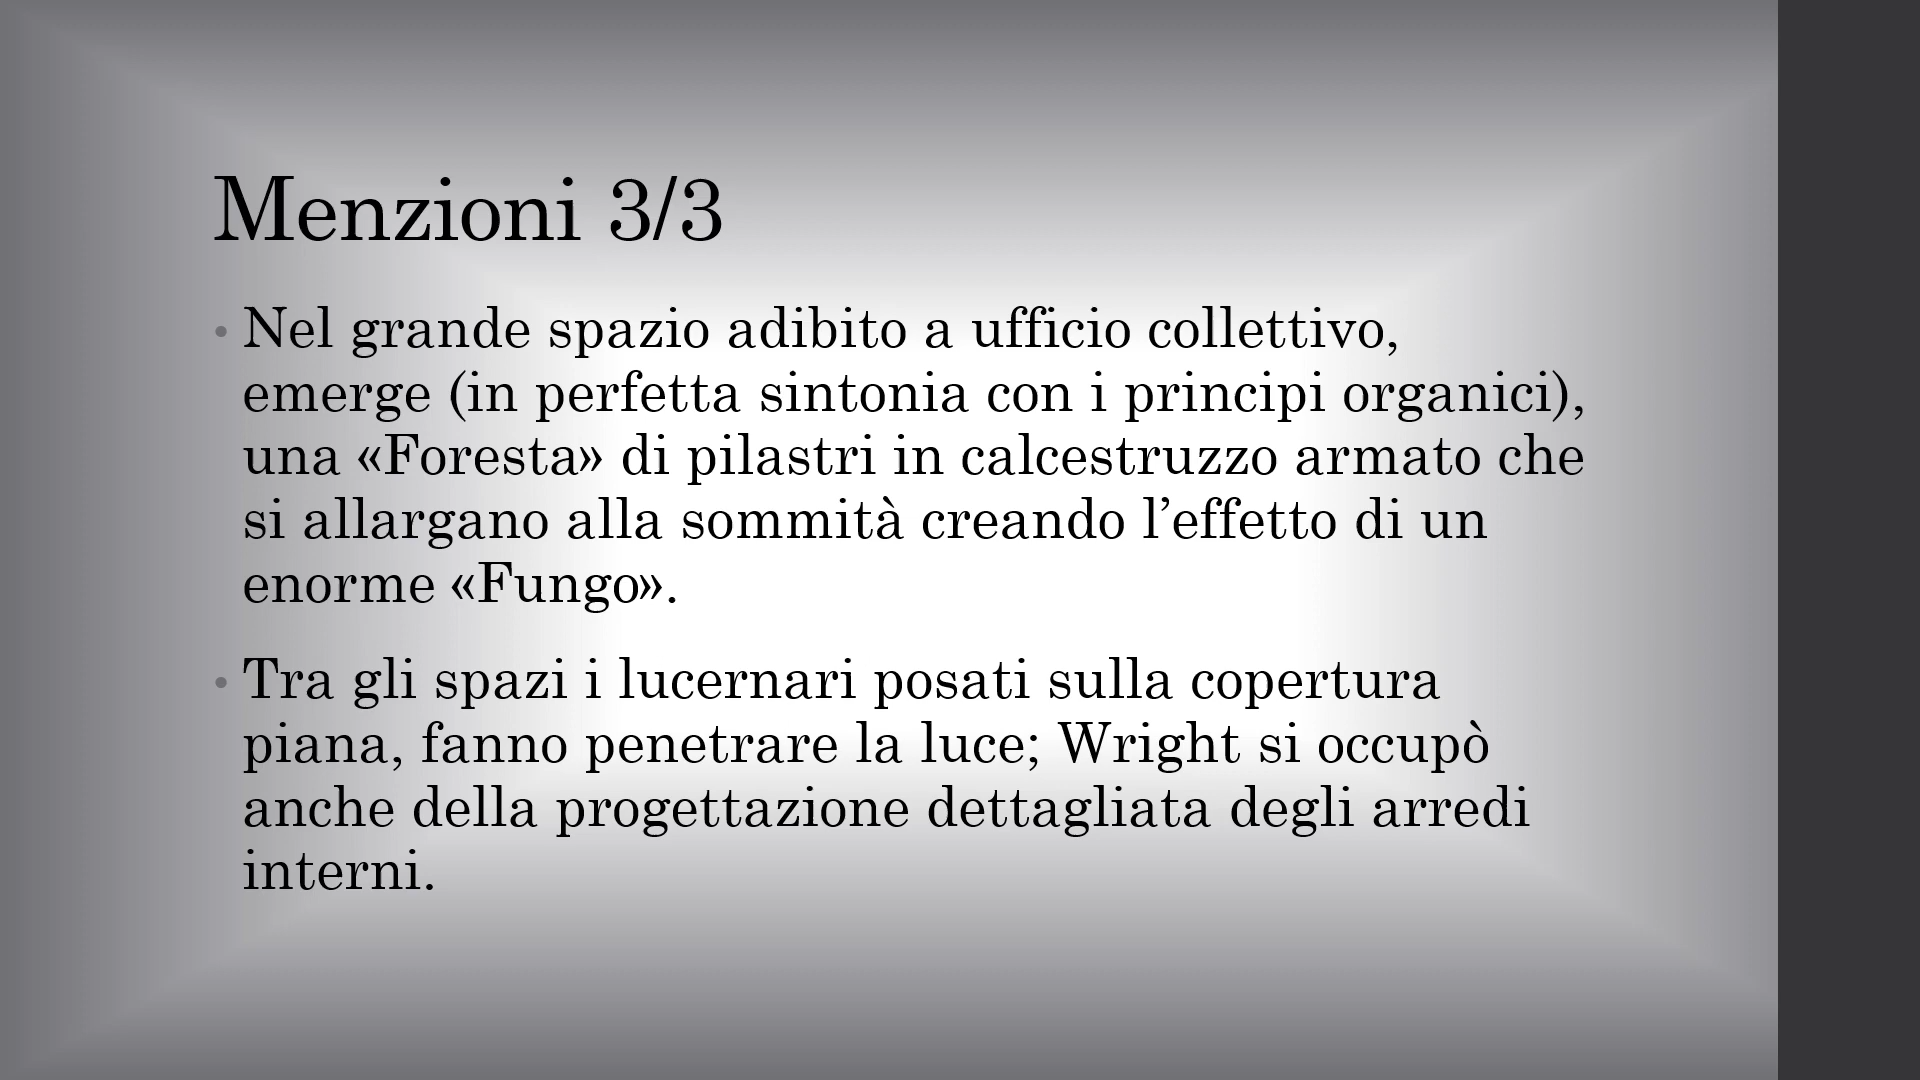 Menzioni 3/3
• Nel grande spazio adibito a ufficio collettivo,
emerge (in perfetta sintonia con i principi organici),
una «Foresta» di pilastri in calcestruzzo armato che
si allargano alla sommità creando l’effetto di un
enorme «Fungo».
• Tra gli spazi i lucernari posati sulla copertura
piana, fanno penetrare la luce; Wright si occupò
anche della progettazione dettagliata degli arredi
interni.